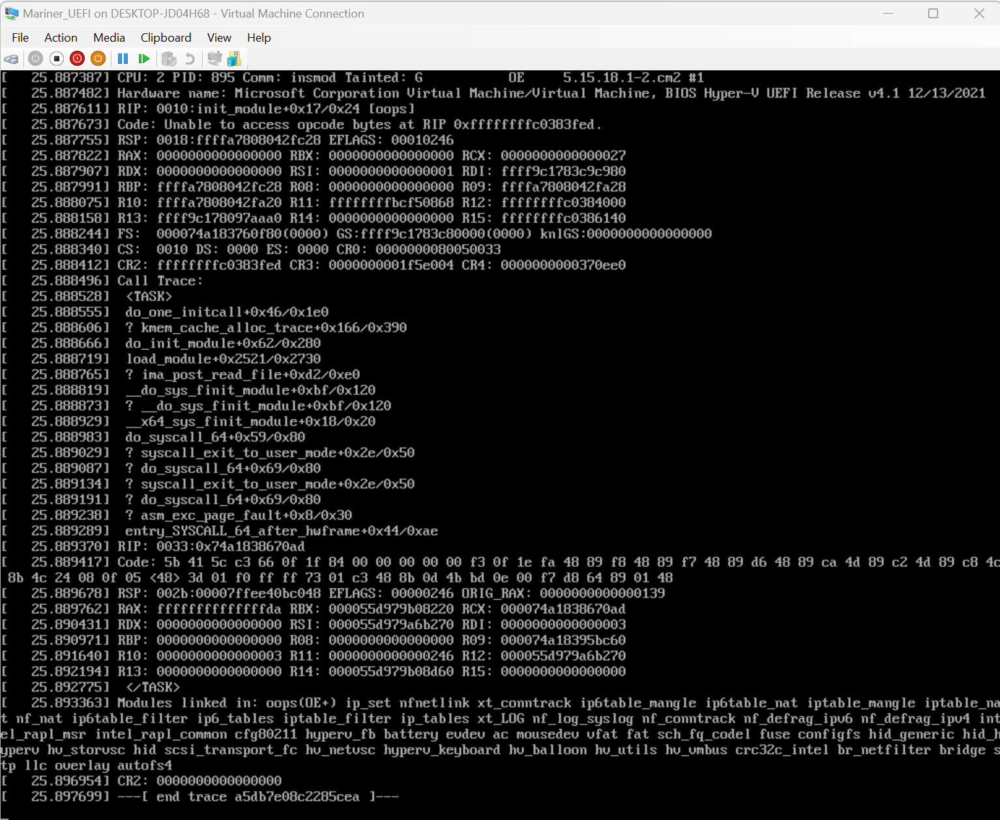 Mariner_UEFI on DESKTOP-JD04H68 - Virtual Machine Connection
File Action Media Clipboard View Help
[   25.887387] CPU: 2 PID: 895 Comm: insmod Tainted: G           OE     5.15.18.1-2.cm2 #1
[   25.887482] Hardware name: Microsoft Corporation Virtual Machine/Virtual Machine, BIOS Hyper-V UEFI Release v4.1 12/13/2021
[   25.887611] RIP: 0010:init_module+0x17/0x24 [oops]
[   25.887673] Code: Unable to access opcode bytes at RIP 0xffffffffc0383fed.
[   25.887755] RSP: 0018:ffffa7808042fc28 EFLAGS: 00010246
[   25.887822] RAX: 0000000000000000 RBX: 0000000000000000 RCX: 0000000000000027
[   25.887907] RDX: 0000000000000000 RSI: 0000000000000001 RDI: ffff9c1783c9c980
[   25.887991] RBP: ffffa7808042fc28 R08: 0000000000000000 R09: ffffa7808042fa28
[   25.888075] R10: ffffa7808042fa20 R11: ffffffffbcf50868 R12: ffffffffc0384000
[   25.888158] R13: ffff9c178097aaa0 R14: 0000000000000000 R15: ffffffffc0386140
[   25.888244] FS:  000074a183760f80(0000) GS:ffff9c1783c80000(0000) knlGS:0000000000000000
[   25.888340] CS:  0010 DS: 0000 ES: 0000 CR0: 0000000080050033
[   25.888412] CR2: ffffffffc0383fed CR3: 0000000001f5e004 CR4: 0000000000370ee0
[   25.888496] Call Trace:
[   25.888528]  <TASK>
[   25.888555]  do_one_initcall+0x46/0x1e0
[   25.888606]  ? kmem_cache_alloc_trace+0x166/0x390
[   25.888666]  do_init_module+0x62/0x280
[   25.888719]  load_module+0x2521/0x2730
[   25.888765]  ? ima_post_read_file+0xd2/0xe0
[   25.888819]  __do_sys_finit_module+0xbf/0x120
[   25.888873]  ? __do_sys_finit_module+0xbf/0x120
[   25.888929]  __x64_sys_finit_module+0x18/0x20
[   25.888983]  do_syscall_64+0x59/0x80
[   25.889029]  ? syscall_exit_to_user_mode+0x2e/0x50
[   25.889087]  ? do_syscall_64+0x69/0x80
[   25.889134]  ? syscall_exit_to_user_mode+0x2e/0x50
[   25.889191]  ? do_syscall_64+0x69/0x80
[   25.889238]  ? asm_exc_page_fault+0x8/0x30
[   25.889289]  entry_SYSCALL_64_after_hwframe+0x44/0xae
[   25.889370] RIP: 0033:0x74a1838670ad
[   25.889417] Code: 5b 41 5c c3 66 0f 1f 84 00 00 00 00 00 f3 0f 1e fa 48 89 f8 48 89 f7 48 89 d6 48 89 ca 4d 89 c2 4d 89 c8 4c
 8b 4c 24 08 0f 05 <48> 3d 01 f0 ff ff 73 01 c3 48 8b 0d 4b bd 0e 00 f7 d8 64 89 01 48
[   25.889678] RSP: 002b:00007ffee40bc048 EFLAGS: 00000246 ORIG_RAX: 0000000000000139
[   25.889762] RAX: ffffffffffffffda RBX: 000055d979b08220 RCX: 000074a1838670ad
[   25.890431] RDX: 0000000000000000 RSI: 000055d979a6b270 RDI: 0000000000000003
[   25.890971] RBP: 0000000000000000 R08: 0000000000000000 R09: 000074a18395bc60
[   25.891640] R10: 0000000000000003 R11: 0000000000000246 R12: 000055d979a6b270
[   25.892194] R13: 0000000000000000 R14: 000055d979b08d60 R15: 0000000000000000
[   25.892775]  </TASK>
[   25.893363] Modules linked in: oops(OE+) ip_set nfnetlink xt_conntrack ip6table_mangle ip6table_nat iptable_mangle iptable_na
t nf_nat ip6table_filter ip6_tables iptable_filter ip_tables xt_LOG nf_log_syslog nf_conntrack nf_defrag_ipv6 nf_defrag_ipv4 int
el_rapl_msr intel_rapl_common cfg80211 hyperv_fb battery evdev ac mousedev vfat fat sch_fq_codel fuse configfs hid_generic hid_h
yperv hv_storvsc hid scsi_transport_fc hv_netvsc hyperv_keyboard hv_balloon hv_utils hv_vmbus crc32c_intel br_netfilter bridge s
tp llc overlay autofs4
[   25.896954] CR2: 0000000000000000
[   25.897699] ---[ end trace a5db7e08c2285cea ]---